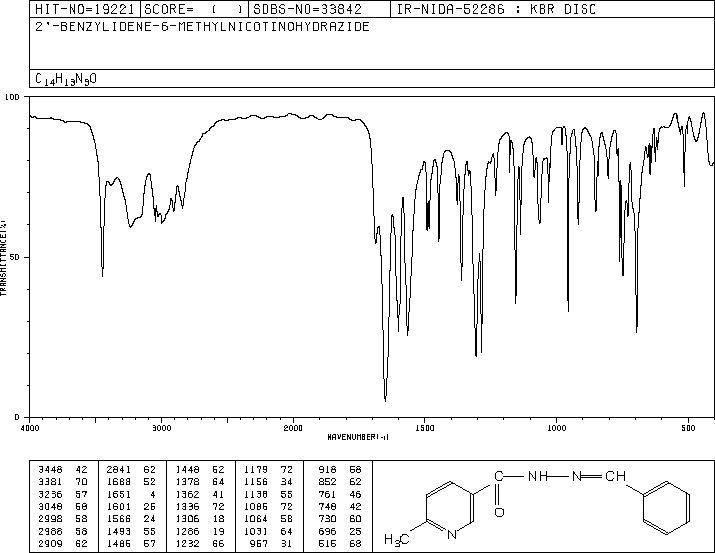 HIT-NO=19221 SCORE= ( ) SDBS-NO=33842 IR-NIDA-52286 : KBR DISC
2'-BENZYLIDENE-6-METHYLNICOTINOHYDRAZIDE
C14H13N3O
100
50
0
TRANSMITTANCE(%)
4000 3000 2000 1500 1000 500
WAVENUMBER(-1)
3448 42 2841 62 1448 52 1179 72 918 58
3381 70 1688 52 1378 64 1156 34 852 62
3236 57 1651 4 1362 41 1138 55 761 46
3048 58 1601 26 1336 72 1086 72 748 42
2998 58 1566 24 1306 18 1064 58 730 60
2986 58 1493 55 1286 19 1031 64 696 25
2909 62 1486 57 1232 66 957 31 515 68
C NH N CH
O
H3C N